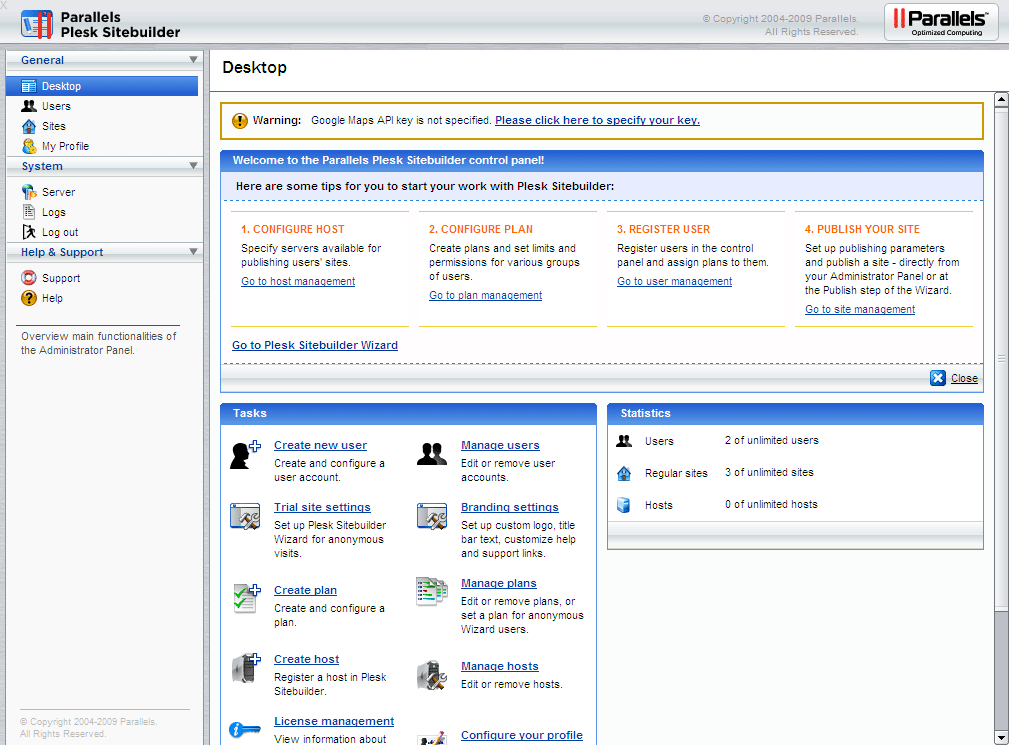 X
Parallels
Plesk Sitebuilder
© Copyright 2004-2009 Parallels.
All Rights Reserved.
Parallels™
Optimized Computing
General
Desktop
Users
Sites
My Profile
System
Server
Logs
Log out
Help & Support
Support
Help
Overview main functionalities of
the Administrator Panel.
© Copyright 2004-2009 Parallels.
All Rights Reserved.
Desktop
Warning: Google Maps API key is not specified. Please click here to specify your key.
Welcome to the Parallels Plesk Sitebuilder control panel!
Here are some tips for you to start your work with Plesk Sitebuilder:
1. CONFIGURE HOST
Specify servers available for
publishing users' sites.
Go to host management
2. CONFIGURE PLAN
Create plans and set limits and
permissions for various groups
of users.
Go to plan management
3. REGISTER USER
Register users in the control
panel and assign plans to them.
Go to user management
4. PUBLISH YOUR SITE
Set up publishing parameters
and publish a site - directly from
your Administrator Panel or at
the Publish step of the Wizard.
Go to site management
Go to Plesk Sitebuilder Wizard
Close
Tasks
Create new user
Create and configure a
user account.
Manage users
Edit or remove user
accounts.
Trial site settings
Set up Plesk Sitebuilder
Wizard for anonymous
visits.
Branding settings
Set up custom logo, title
bar text, customize help
and support links.
Create plan
Create and configure a
plan.
Manage plans
Edit or remove plans, or
set a plan for anonymous
Wizard users.
Create host
Register a host in Plesk
Sitebuilder.
Manage hosts
Edit or remove hosts.
License management
View information about
Configure your profile
Statistics
Users 2 of unlimited users
Regular sites 3 of unlimited sites
Hosts 0 of unlimited hosts